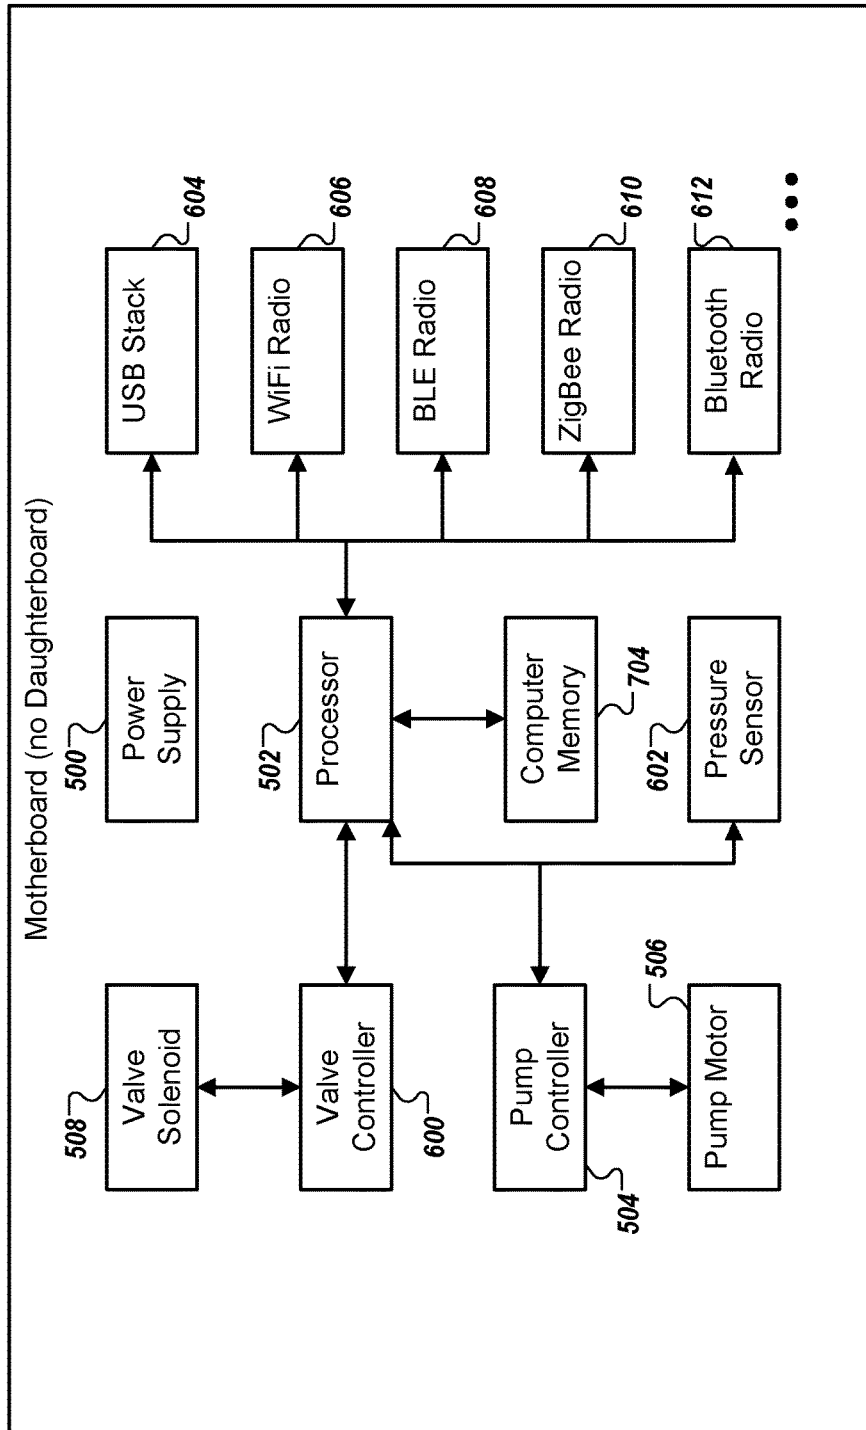 Motherboard (no Daughterboard)
508
Valve
Solenoid
500
Power
Supply
USB Stack
604
Valve
Controller
600
502
Processor
WiFi Radio
606
Pump
Controller
504
Computer
Memory
704
BLE Radio
608
ZigBee Radio
610
506
Pump Motor
602
Pressure
Sensor
Bluetooth
Radio
612